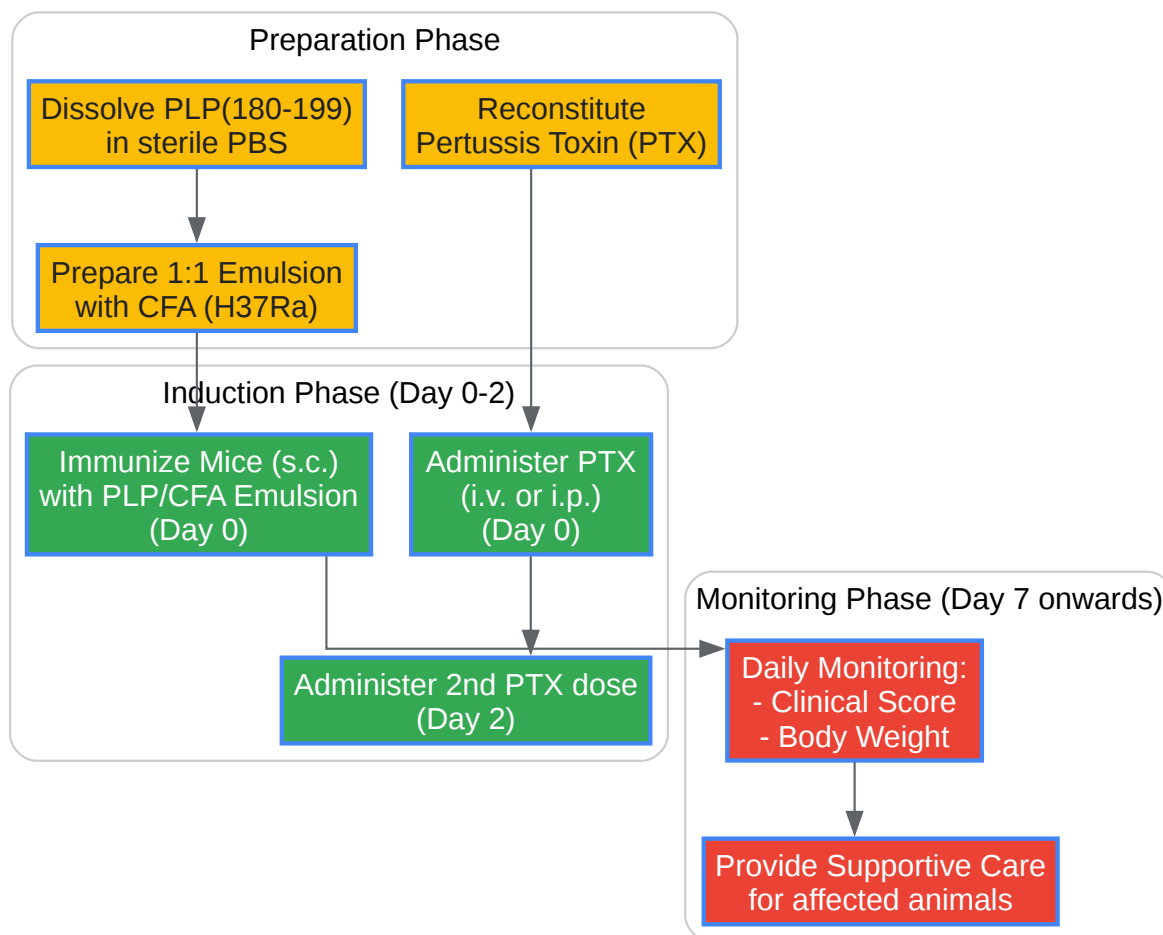 Preparation Phase
Dissolve PLP(180-199)
in sterile PBS
Reconstitute
Pertussis Toxin (PTX)
Prepare 1:1 Emulsion
with CFA (H37Ra)
Induction Phase (Day 0-2)
Immunize Mice (s.c.)
with PLP/CFA Emulsion
(Day 0)
Administer PTX
(i.v. or i.p.)
(Day 0)
Administer 2nd PTX dose
(Day 2)
Monitoring Phase (Day 7 onwards)
Daily Monitoring:
- Clinical Score
- Body Weight
Provide Supportive Care
for affected animals